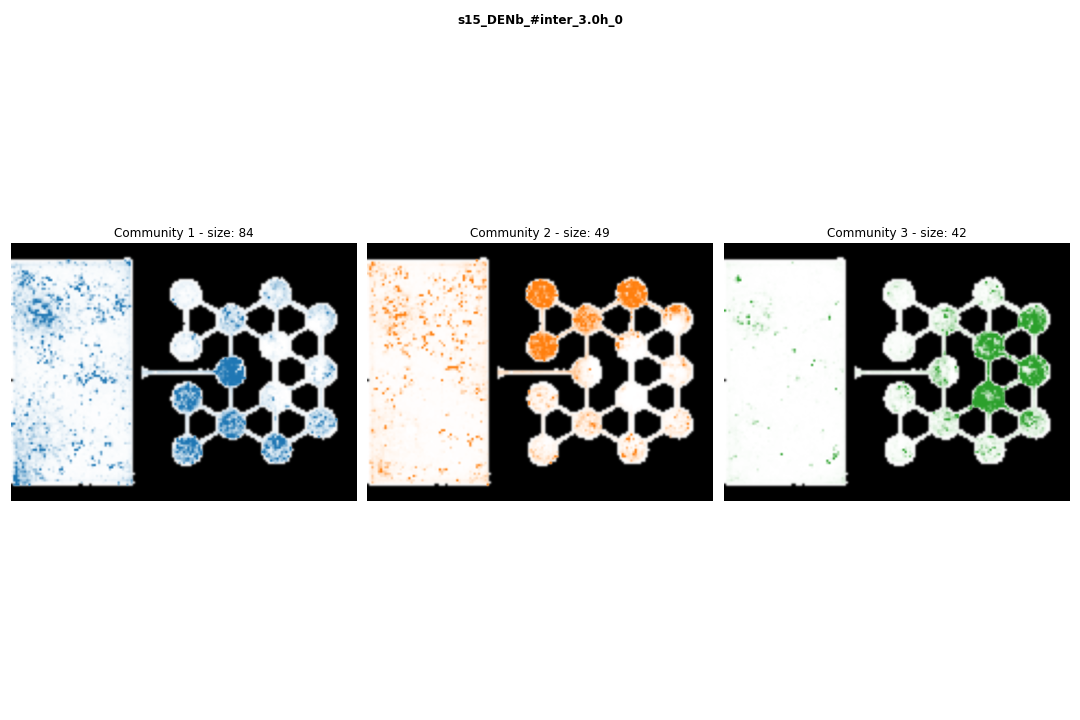 s15_DENb_#inter_3.0h_0
Community 1 - size: 84
Community 2 - size: 49
Community 3 - size: 42